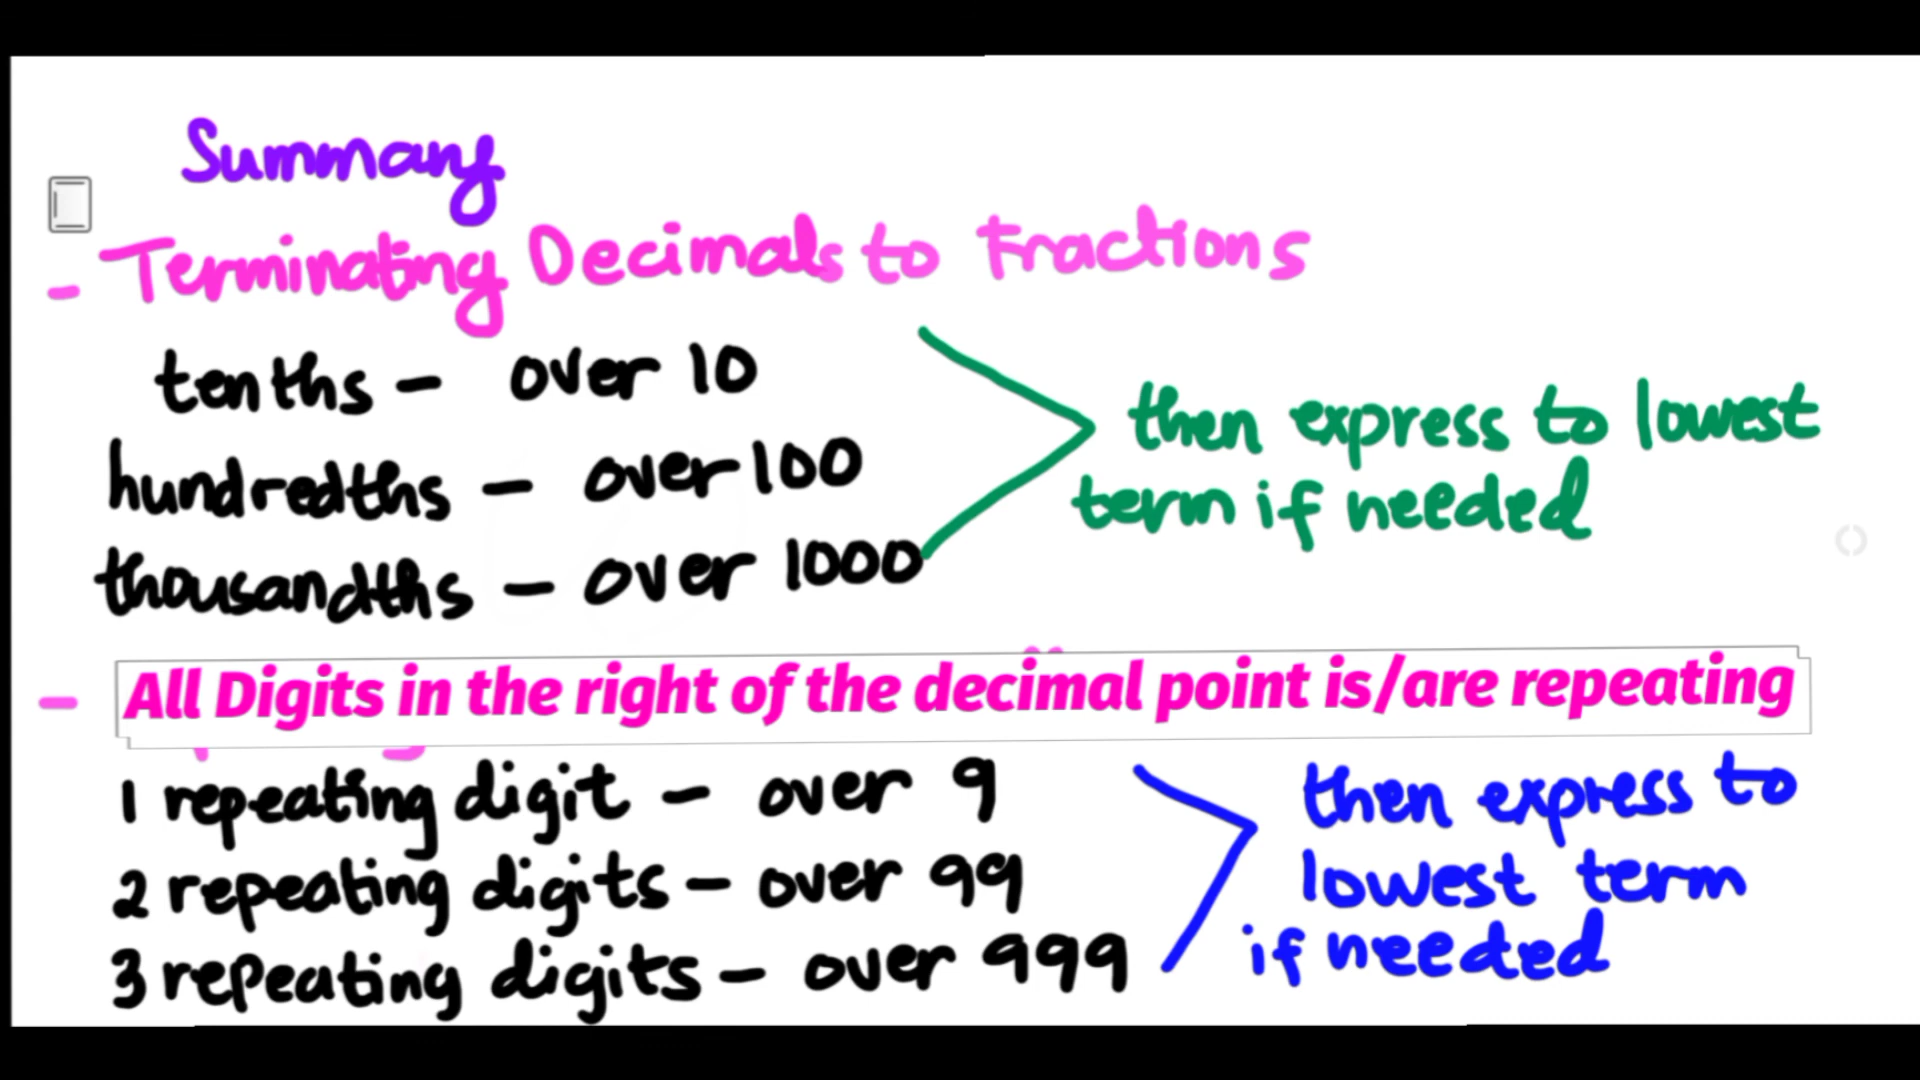 Summary
- Terminating Decimals to Fractions
tenths - over 10
hundredths - over 100
thousandths - over 1000
then express to lowest
term if needed
- All Digits in the right of the decimal point is/are repeating
1 repeating digit - over 9
2 repeating digits - over 99
3 repeating digits - over 999
then express to
lowest term
if needed